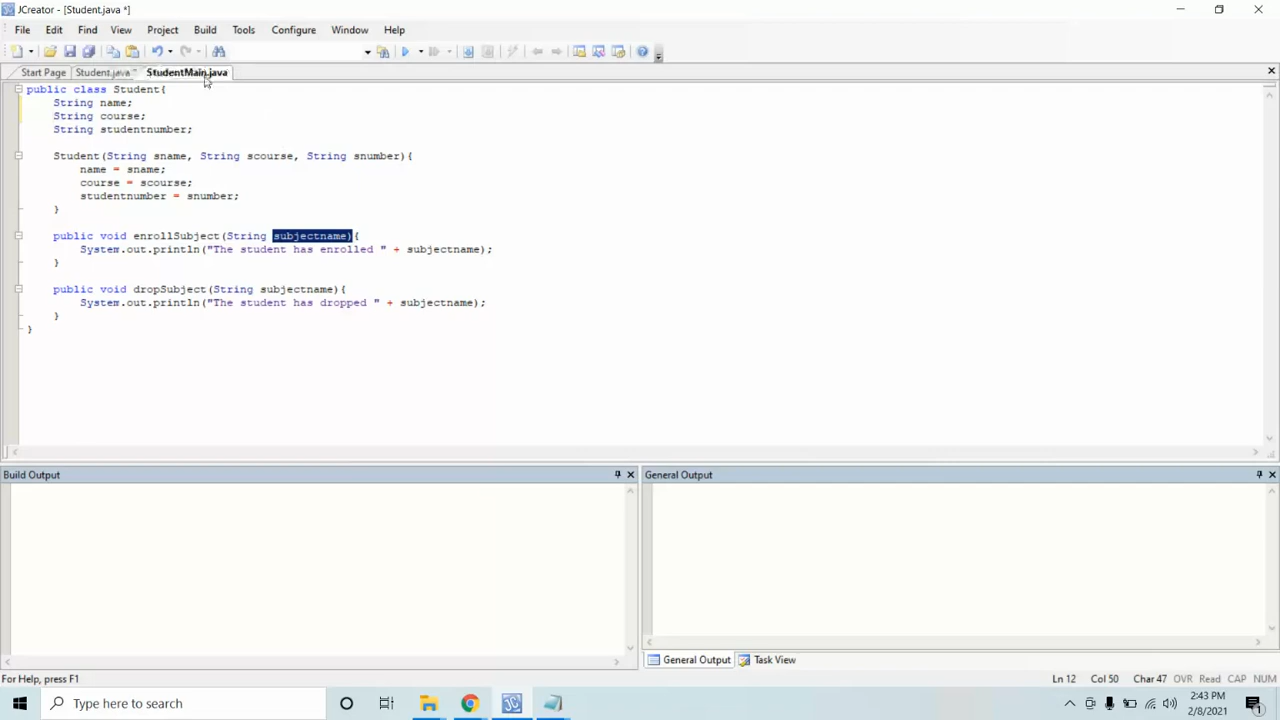 JCreator - [Student.java *]
File Edit Find View Project Build Tools Configure Window Help
Start Page Student.java * StudentMain.java
public class Student{
String name;
String course;
String studentnumber;
Student(String sname, String scourse, String snumber){
name = sname;
course = scourse;
studentnumber = snumber;
}
public void enrollSubject(String subjectname){
System.out.println("The student has enrolled " + subjectname);
}
public void dropSubject(String subjectname){
System.out.println("The student has dropped " + subjectname);
}
}
Build Output General Output
General Output Task View
For Help, press F1 Ln 12 Col 50 Char 47 OVR Read CAP NUM
Type here to search 2:43 PM
2/8/2021